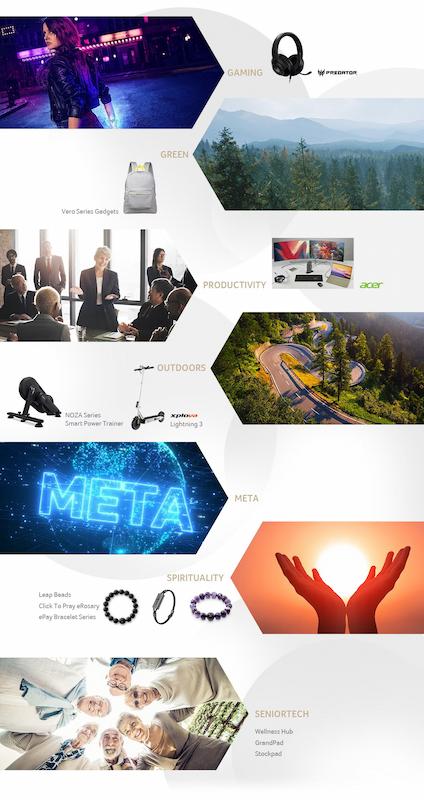 GAMING
PREDATOR
GREEN
Vero Series Gadgets
PRODUCTIVITY
acer
OUTDOORS
NOZA Series
Smart Power Trainer
xplova
Lightning 3
META
META
SPIRITUALITY
Leap Beads
Click To Pray eRosary
ePay Bracelet Series
SENIORTECH
Wellness Hub
GrandPad
Stockpad